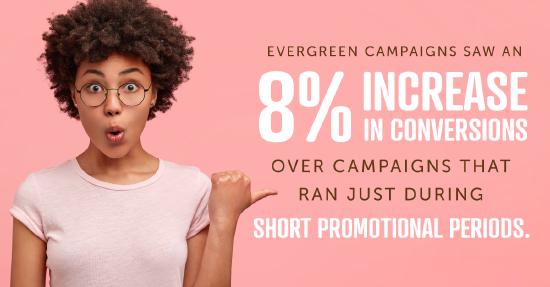 EVERGREEN CAMPAIGNS SAW AN
8% INCREASE
IN CONVERSIONS
OVER CAMPAIGNS THAT
RAN JUST DURING
SHORT PROMOTIONAL PERIODS.